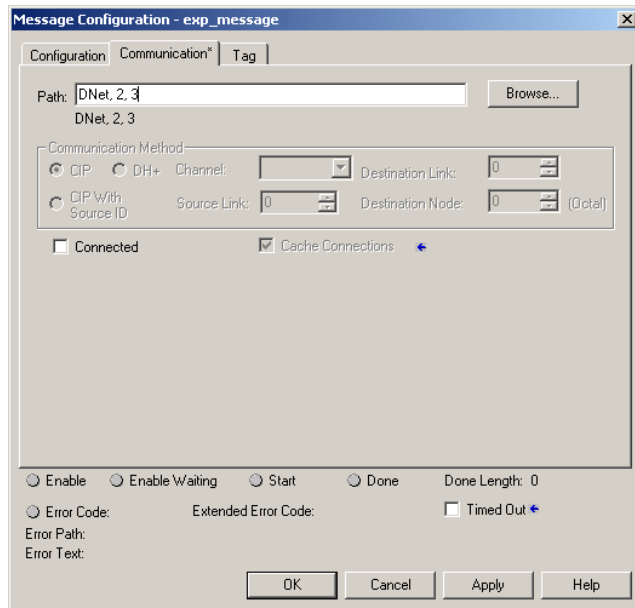 Message Configuration - exp_message
Configuration Communication* Tag
Path: DNet, 2, 3 Browse...
DNet, 2, 3
Communication Method
CIP DH+ Channel: Destination Link: 0
CIP With Source ID Source Link: 0 Destination Node: 0 (Octal)
Connected Cache Connections
Enable Enable Waiting Start Done Done Length: 0
Error Code: Extended Error Code: Timed Out
Error Path:
Error Text:
OK Cancel Apply Help